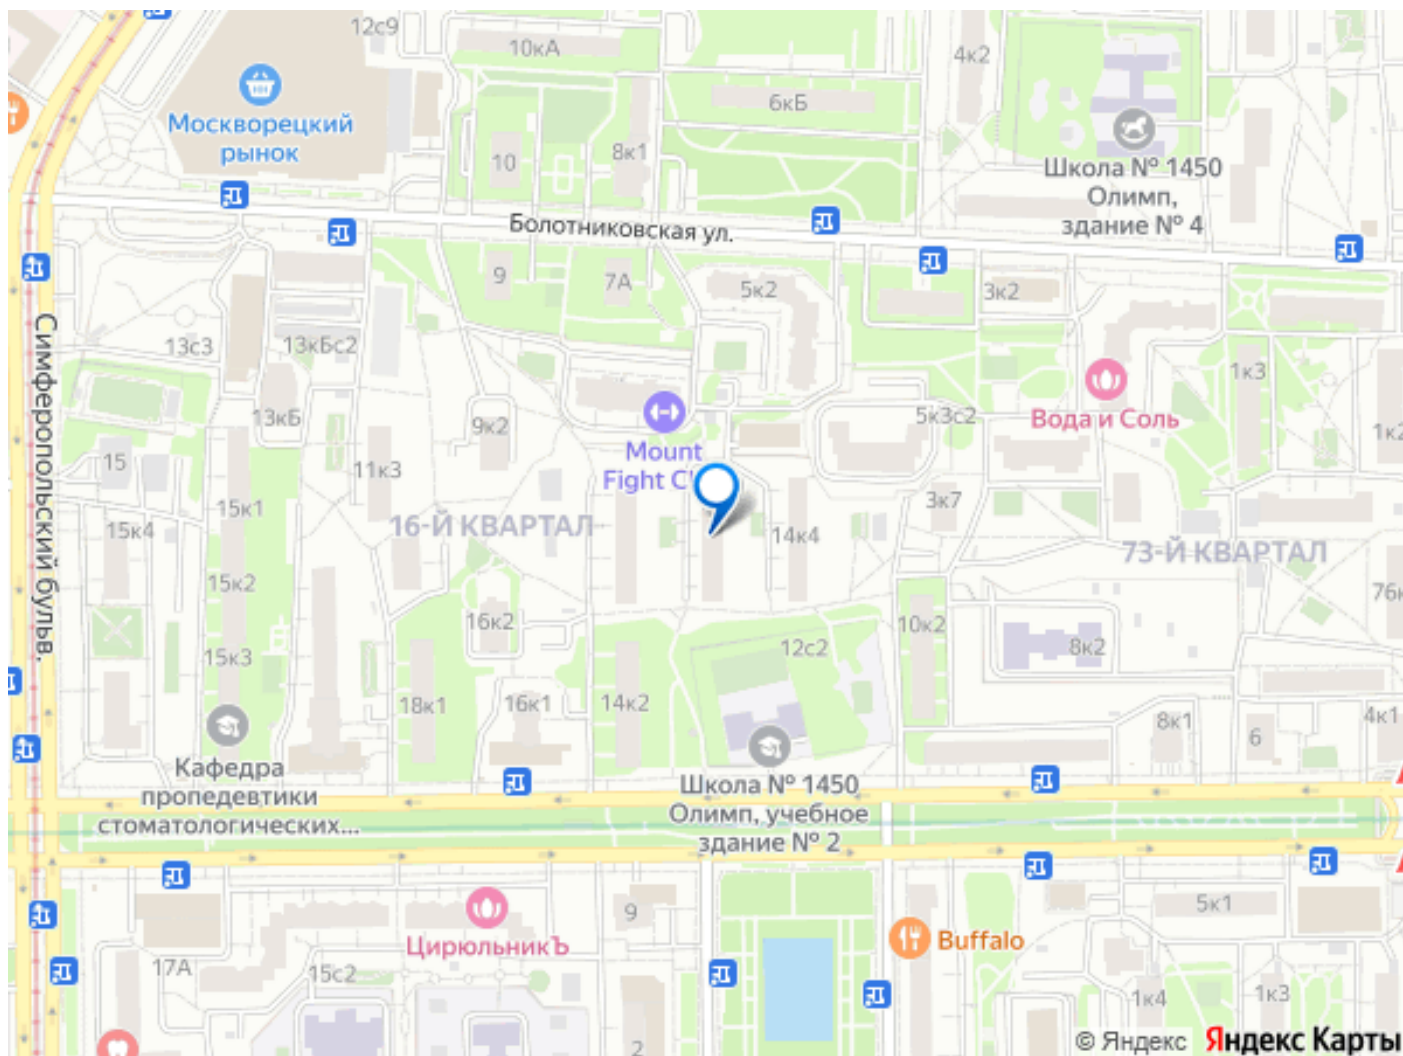 12с9
10кА
4к2
6кБ
Москворецкий
рынок
10
8к1
Школа № 1450
Олимп,
здание № 4
Болотниковская ул.
9
7А
5к2
3к2
Симферопольский бульв.
13с3
13кБс2
1к3
13кБ
9к2
5к3с2
Вода и Соль
1к2
Mount
Fight C
15
11к3
15к1
3к7
16-Й КВАРТАЛ
15к4
14к4
73-Й КВАРТАЛ
15к2
7бк
16к2
10к2
15к3
12с2
8к2
18к1
16к1
14к2
8к1
6
4к1
Кафедра
пропедевтики
стоматологических...
Школа № 1450
Олимп, учебное
здание № 2
9
5к1
ЦирюльникЪ
Buffalo
17А
15с2
1к4
1к3
2
© Яндекс Яндекс Карты